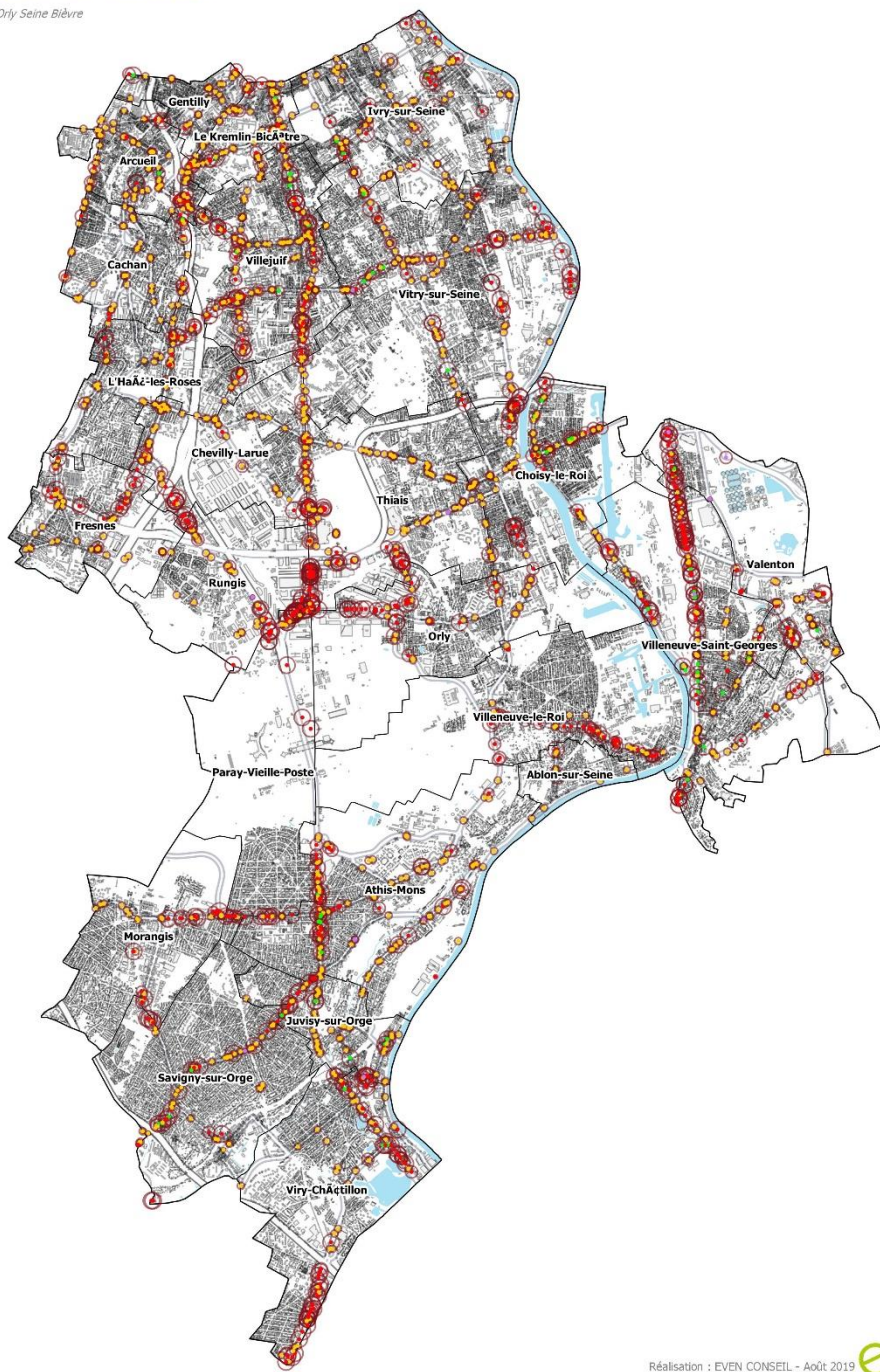 Orly Seine Bièvre
Ivry-sur-Seine
Gentilly
Le Kremlin-BicÃªtre
Arcueil
Villejuif
Cachan
Vitry-sur-Seine
L'HaÃ¿-les-Roses
Chevilly-Larue
Choisy-le-Roi
Thiais
Fresnes
Valenton
Rungis
Orly
Villeneuve-Saint-Georges
Villeneuve-le-Roi
Paray-Vieille-Poste
Ablon-sur-Seine
Athis-Mons
Morangis
Juvisy-sur-Orge
Savigny-sur-Orge
Viry-ChÃ¢tillon
Réalisation : EVEN CONSEIL - Août 2019